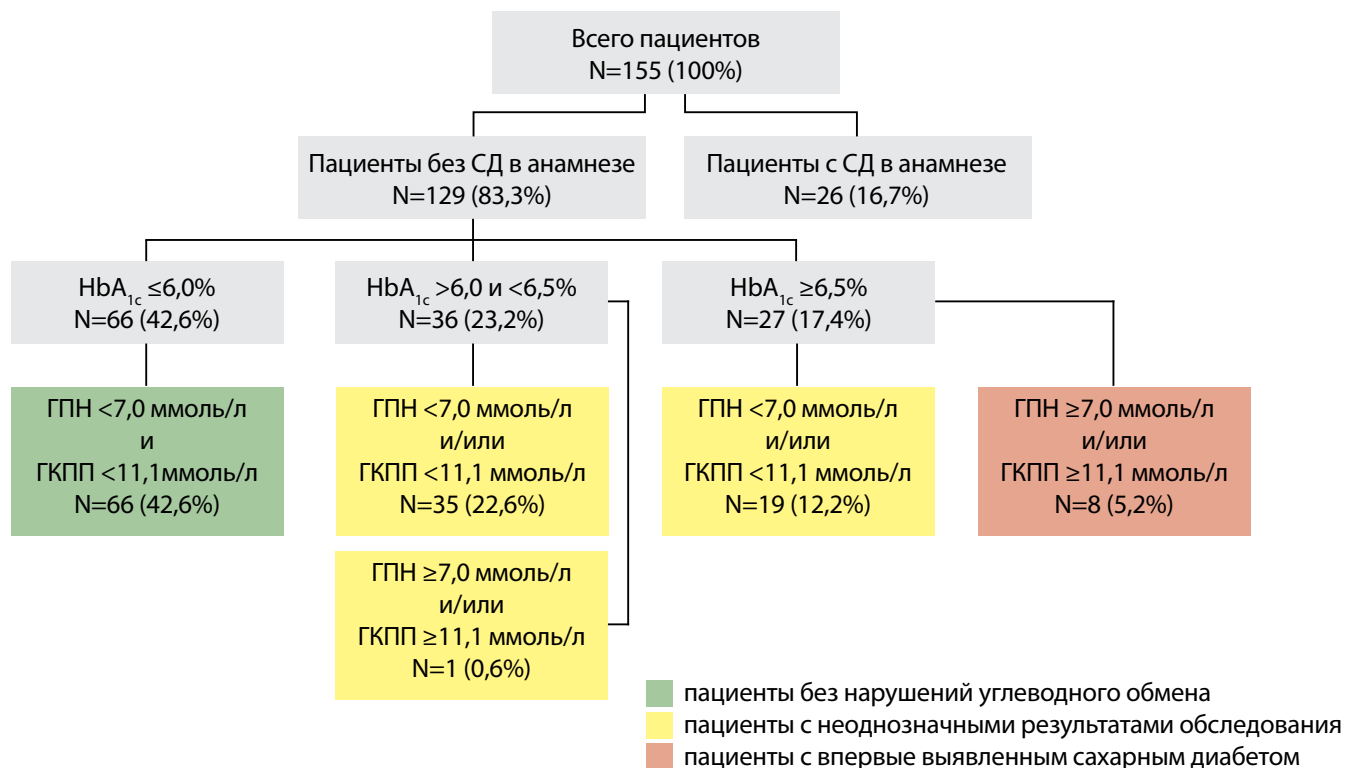 Всего пациентов
N=155 (100%)
Пациенты без СД в анамнезе
N=129 (83,3%)
Пациенты с СД в анамнезе
N=26 (16,7%)
HbA1c ≤6,0%
N=66 (42,6%)
HbA1c >6,0 и <6,5%
N=36 (23,2%)
HbA1c ≥6,5%
N=27 (17,4%)
ГПН <7,0 ммоль/л
и
ГКПП <11,1ммоль/л
N=66 (42,6%)
ГПН <7,0 ммоль/л
и/или
ГКПП <11,1 ммоль/л
N=35 (22,6%)
ГПН <7,0 ммоль/л
и/или
ГКПП <11,1 ммоль/л
N=19 (12,2%)
ГПН ≥7,0 ммоль/л
и/или
ГКПП ≥11,1 ммоль/л
N=8 (5,2%)
ГПН ≥7,0 ммоль/л
и/или
ГКПП ≥11,1 ммоль/л
N=1 (0,6%)
пациенты без нарушений углеводного обмена
пациенты с неоднозначными результатами обследования
пациенты с впервые выявленным сахарным диабетом